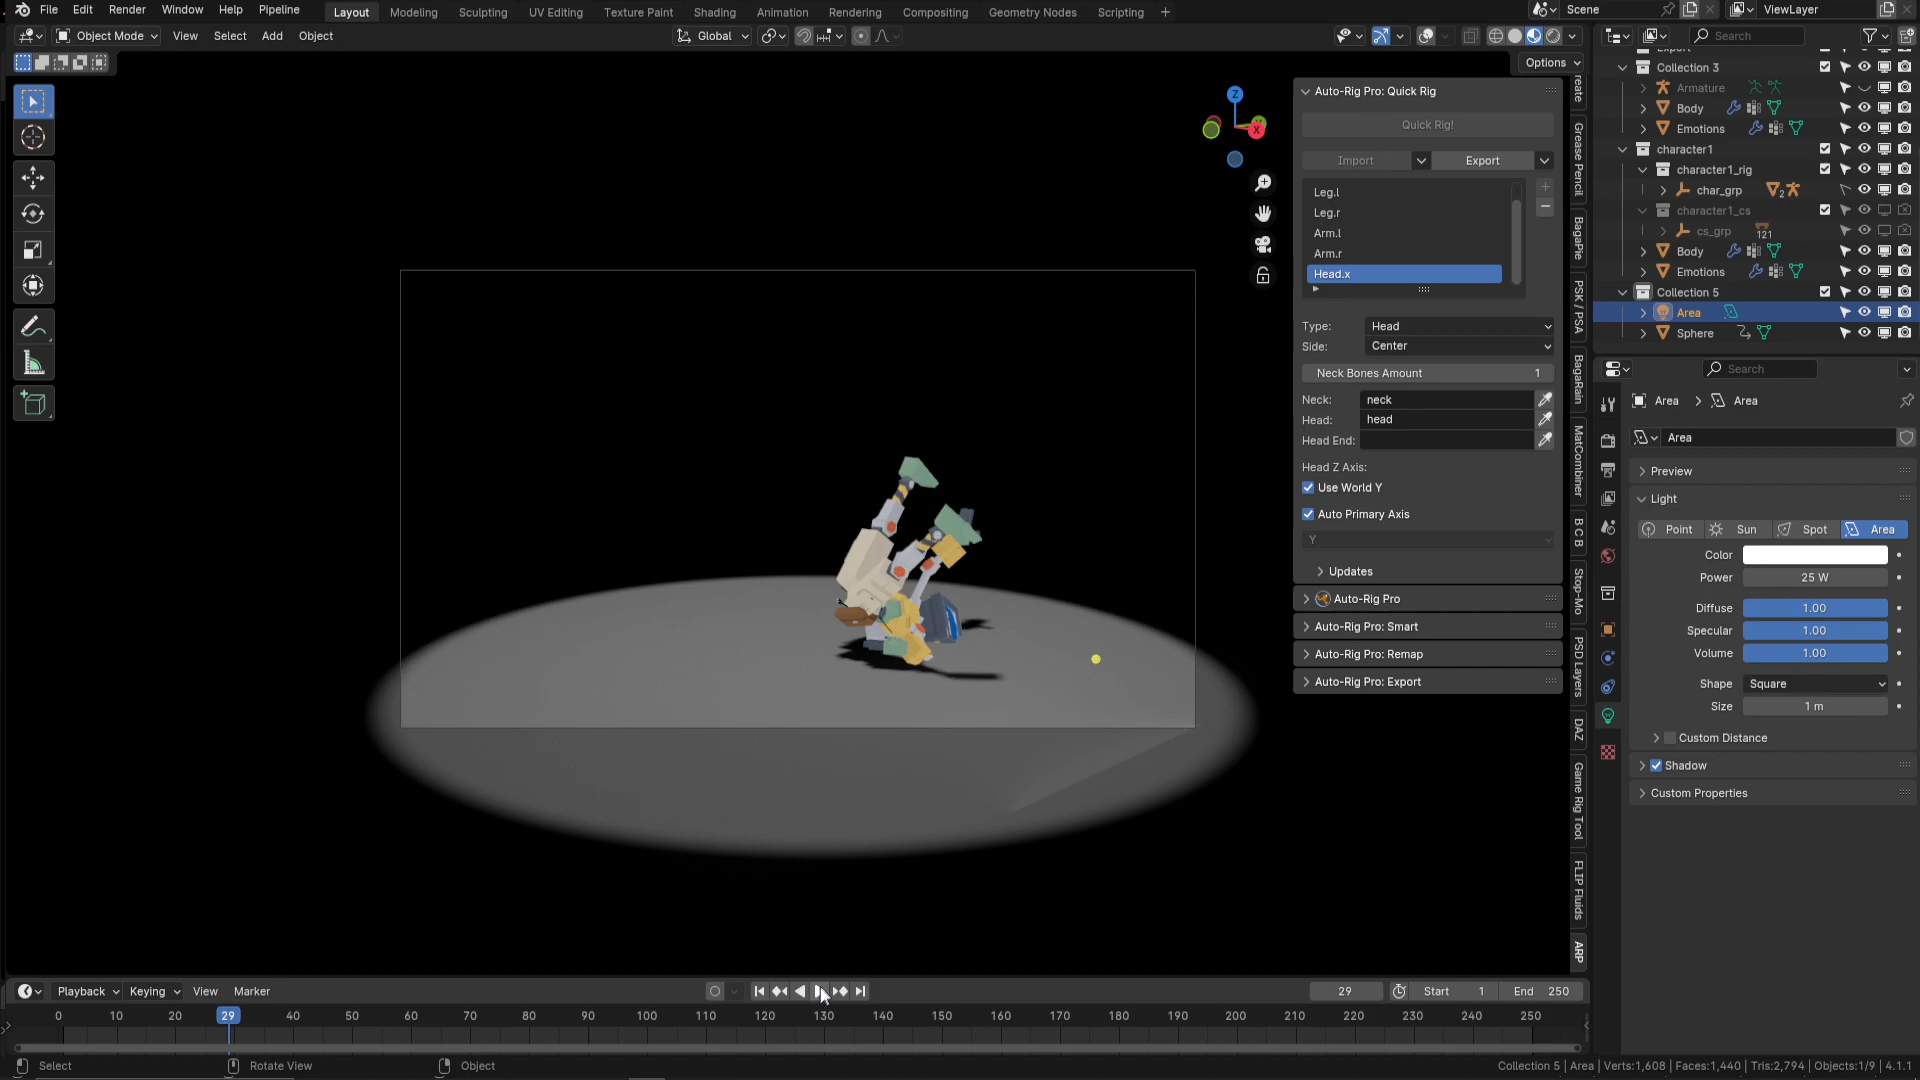 File Edit Render Window Help Pipeline Layout Modeling Sculpting UV Editing Texture Paint Shading Animation Rendering Compositing Geometry Nodes Scripting + Scene ViewLayer
Object Mode View Select Add Object Global Search
Options
Auto-Rig Pro: Quick Rig
Quick Rig!
Import Export
Leg.l
Leg.r
Arm.l
Arm.r
Head.x
Type: Head
Side: Center
Neck Bones Amount 1
Neck: neck
Head: head
Head End:
Head Z Axis:
Use World Y
Auto Primary Axis
Y
Updates
Auto-Rig Pro
Auto-Rig Pro: Smart
Auto-Rig Pro: Remap
Auto-Rig Pro: Export
reate
Grease Pencil
BagaPie
PSK / PSA
BagaRain
MatCombiner
B C B
Stop-Mo
PSD Layers
DAZ
Game Rig Tool
FLIP Fluids
ARP
Z
X
Collection 3
Armature
Body
Emotions
character1
character1_rig
char_grp 2
character1_cs
cs_grp 121
Body
Emotions
Collection 5
Area
Sphere
Search
Area > Area
Area
Preview
Light
Point Sun Spot Area
Color
Power 25 W
Diffuse 1.00
Specular 1.00
Volume 1.00
Shape Square
Size 1 m
Custom Distance
Shadow
Custom Properties
Playback Keying View Marker 29 Start 1 End 250
0 10 20 29 40 50 60 70 80 90 100 110 120 130 140 150 160 170 180 190 200 210 220 230 240 250
Select Rotate View Object Collection 5 | Area | Verts:1,608 | Faces:1,440 | Tris:2,794 | Objects:1/9 | 4.1.1